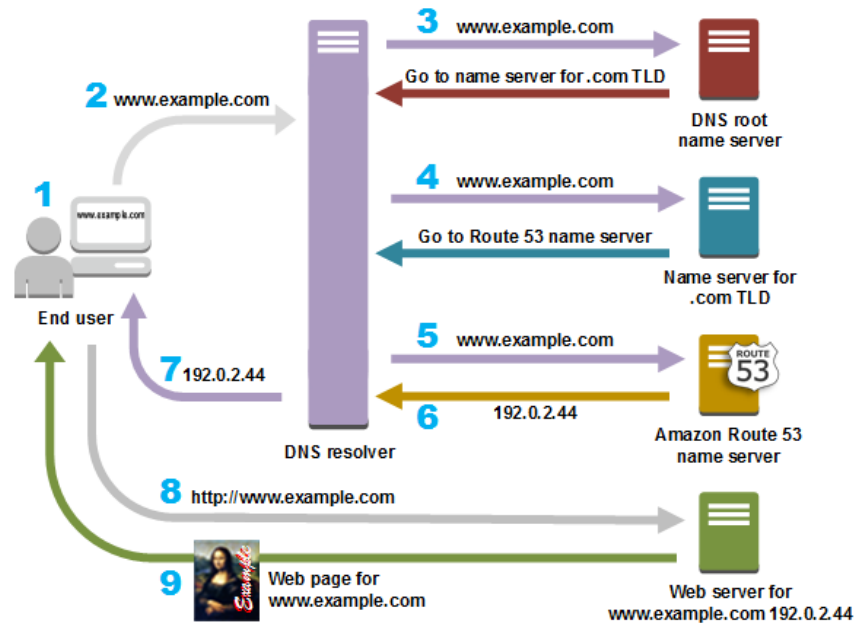 1
www.example.com
End user
2 www.example.com
DNS resolver
3 www.example.com
Go to name server for .com TLD
DNS root
name server
4 www.example.com
Go to Route 53 name server
Name server for
.com TLD
5 www.example.com
ROUTE
53
6 192.0.2.44
Amazon Route 53
name server
7 192.0.2.44
8 http://www.example.com
9
Example
Web page for
www.example.com
Web server for
www.example.com 192.0.2.44